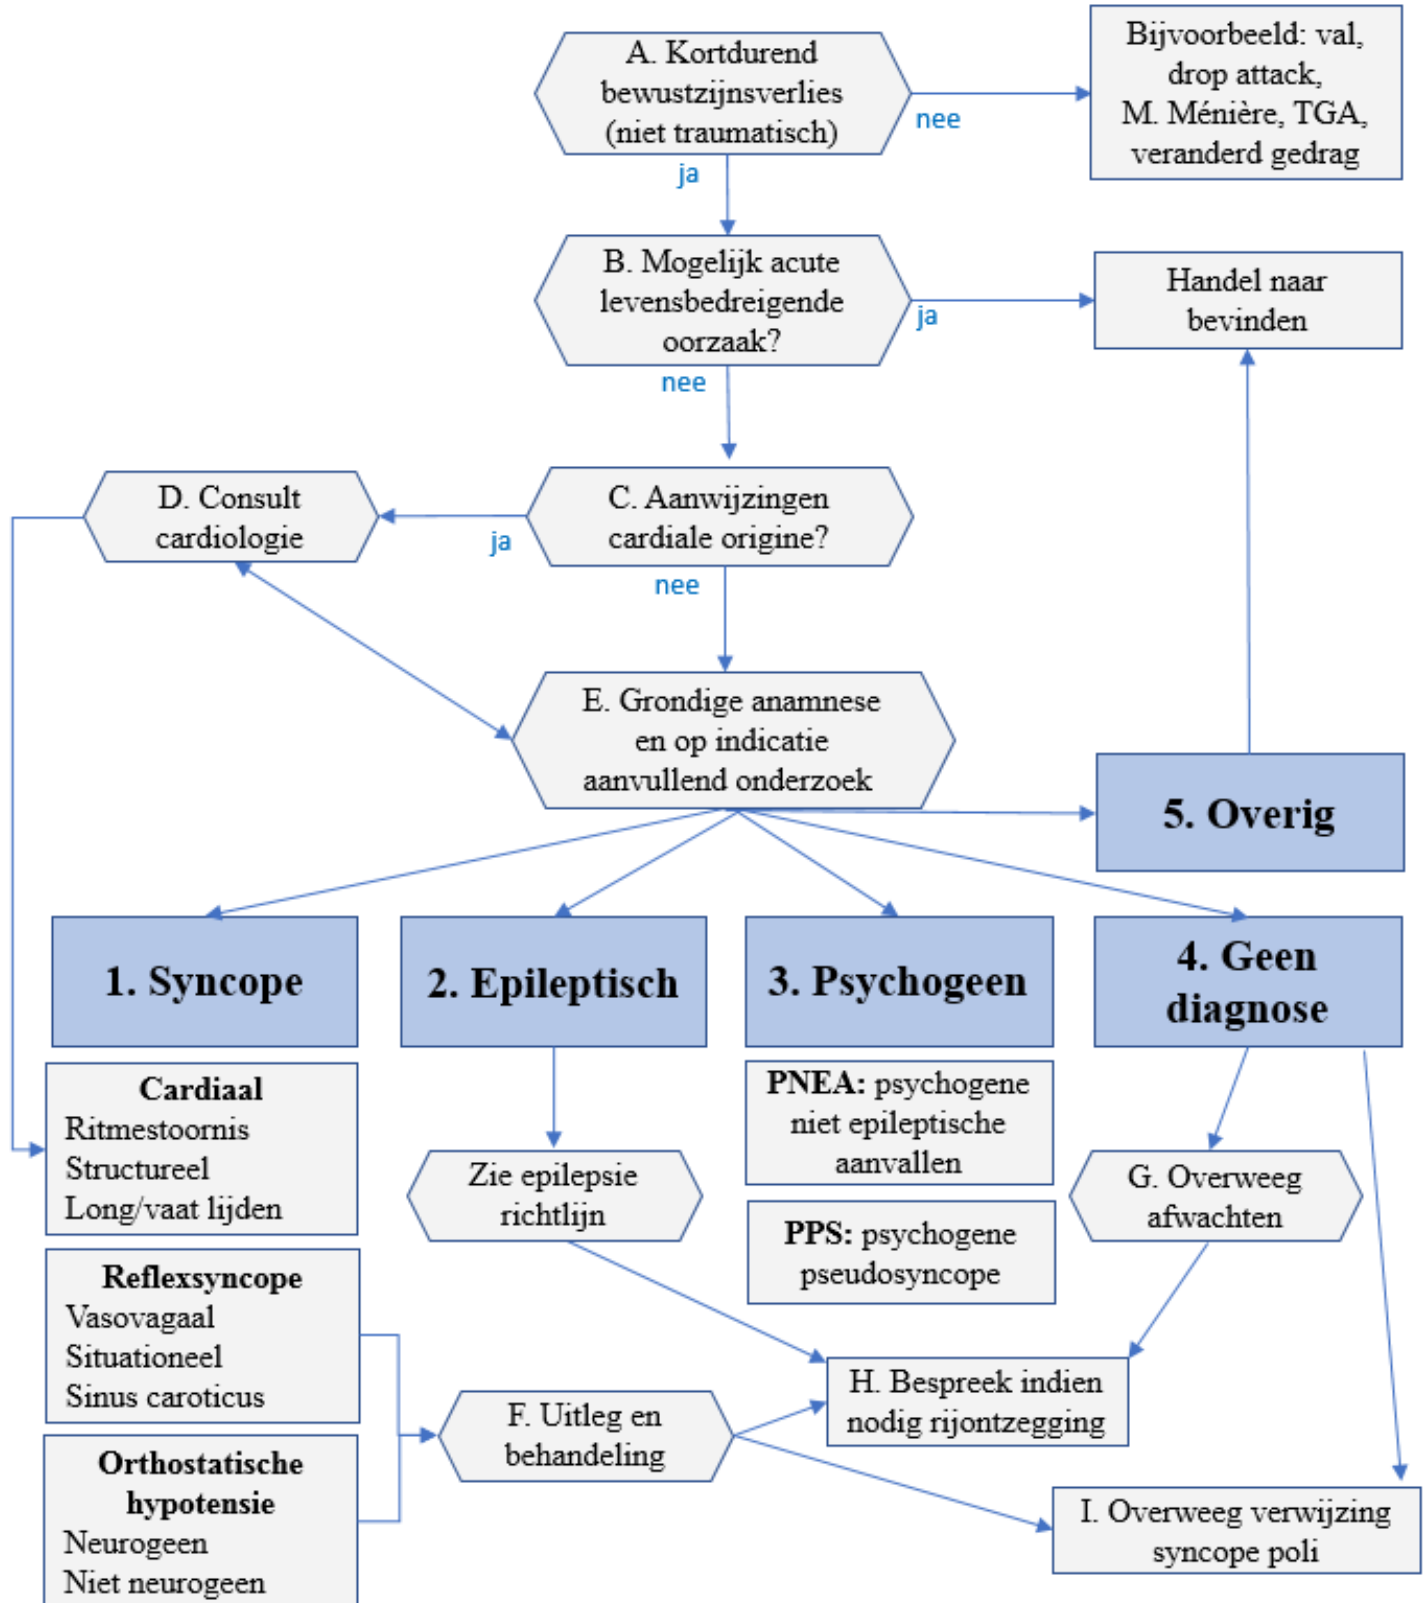 A. Kortdurend
bewustzijnsverlies
(niet traumatisch)
nee
Bijvoorbeeld: val,
drop attack,
M. Ménière, TGA,
veranderd gedrag
ja
B. Mogelijk acute
levensbedreigende
oorzaak?
ja
Handel naar
bevinden
nee
D. Consult
cardiologie
ja
C. Aanwijzingen
cardiale origine?
nee
E. Grondige anamnese
en op indicatie
aanvullend onderzoek
5. Overig
1. Syncope
2. Epileptisch
3. Psychogeen
4. Geen
diagnose
Cardiaal
Ritmestoornis
Structureel
Long/vaat lijden
Reflexsyncope
Vasovagaal
Situationeel
Sinus caroticus
Orthostatische
hypotensie
Neurogeen
Niet neurogeen
Zie epilepsie
richtlijn
PNEA: psychogene
niet epileptische
aanvallen
PPS: psychogene
pseudosyncope
G. Overweeg
afwachten
F. Uitleg en
behandeling
H. Bespreek indien
nodig rijontzegging
I. Overweeg verwijzing
syncope poli